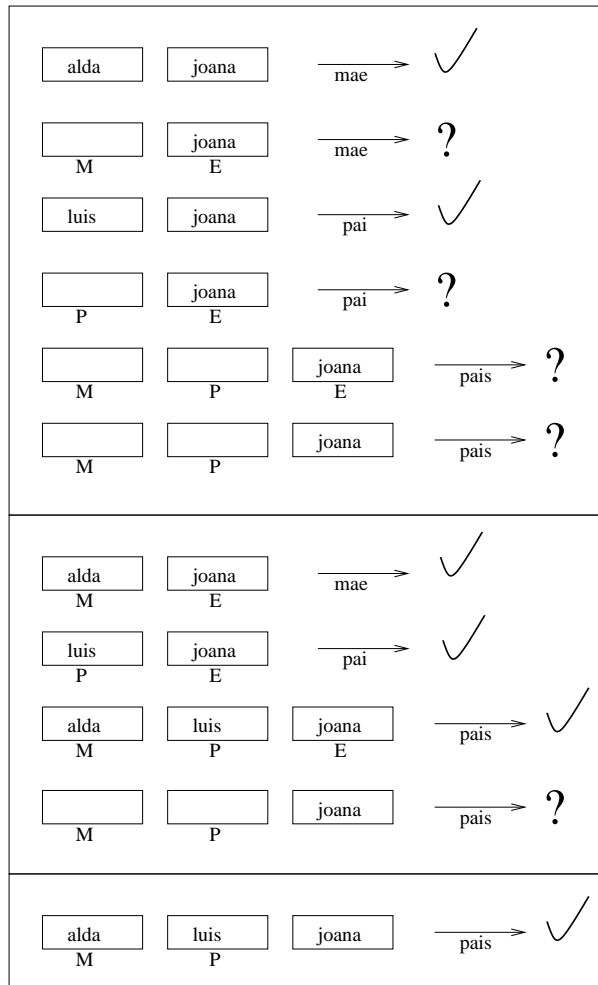 alda joana mae
joana mae ?
M E
luis joana pai
joana pai ?
P E
joana pais ?
M P E
joana pais ?
M P
alda joana mae
M E
luis joana pai
P E
alda luis joana pais
M P E
joana pais ?
M P
alda luis joana pais
M P